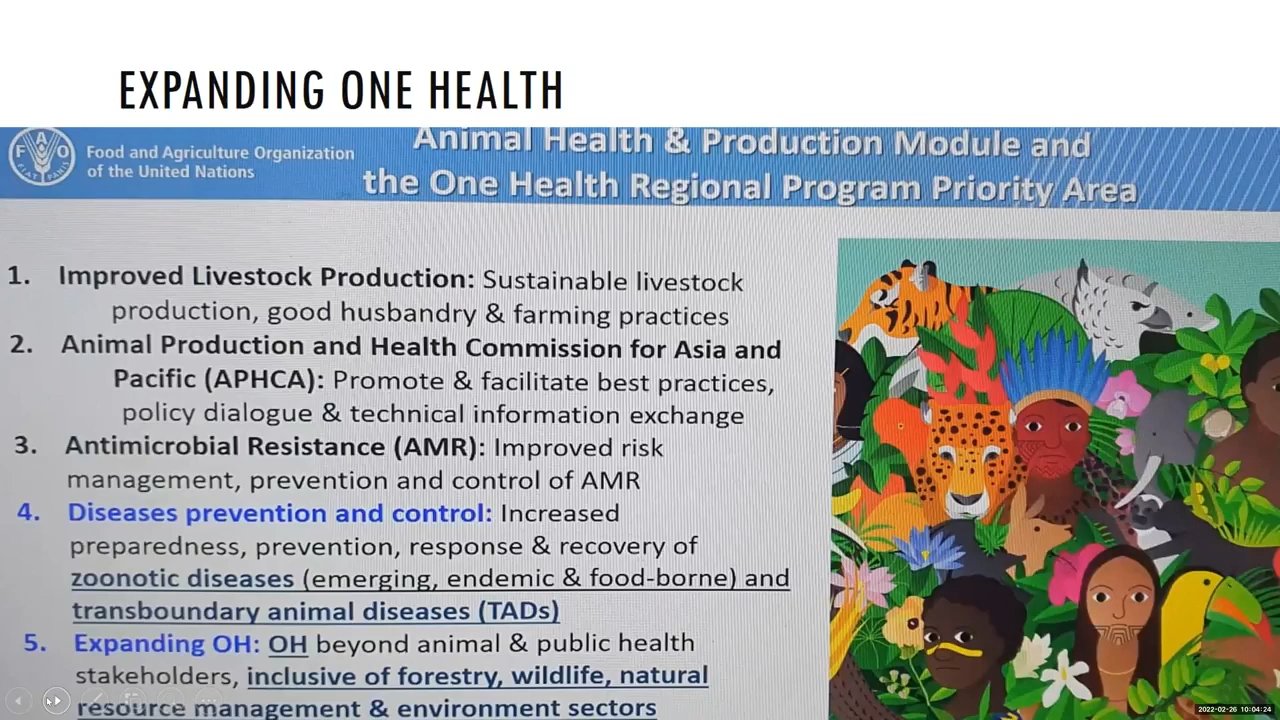 EXPANDING ONE HEALTH
FAO
FIAT PANIS
Food and Agriculture Organization
of the United Nations
Animal Health & Production Module and
the One Health Regional Program Priority Area
1. Improved Livestock Production: Sustainable livestock
production, good husbandry & farming practices
2. Animal Production and Health Commission for Asia and
Pacific (APHCA): Promote & facilitate best practices,
policy dialogue & technical information exchange
3. Antimicrobial Resistance (AMR): Improved risk
management, prevention and control of AMR
4. Diseases prevention and control: Increased
preparedness, prevention, response & recovery of
zoonotic diseases (emerging, endemic & food-borne) and
transboundary animal diseases (TADs)
5. Expanding OH: OH beyond animal & public health
stakeholders, inclusive of forestry, wildlife, natural
resource management & environment sectors
2022-02-26 10:04:24